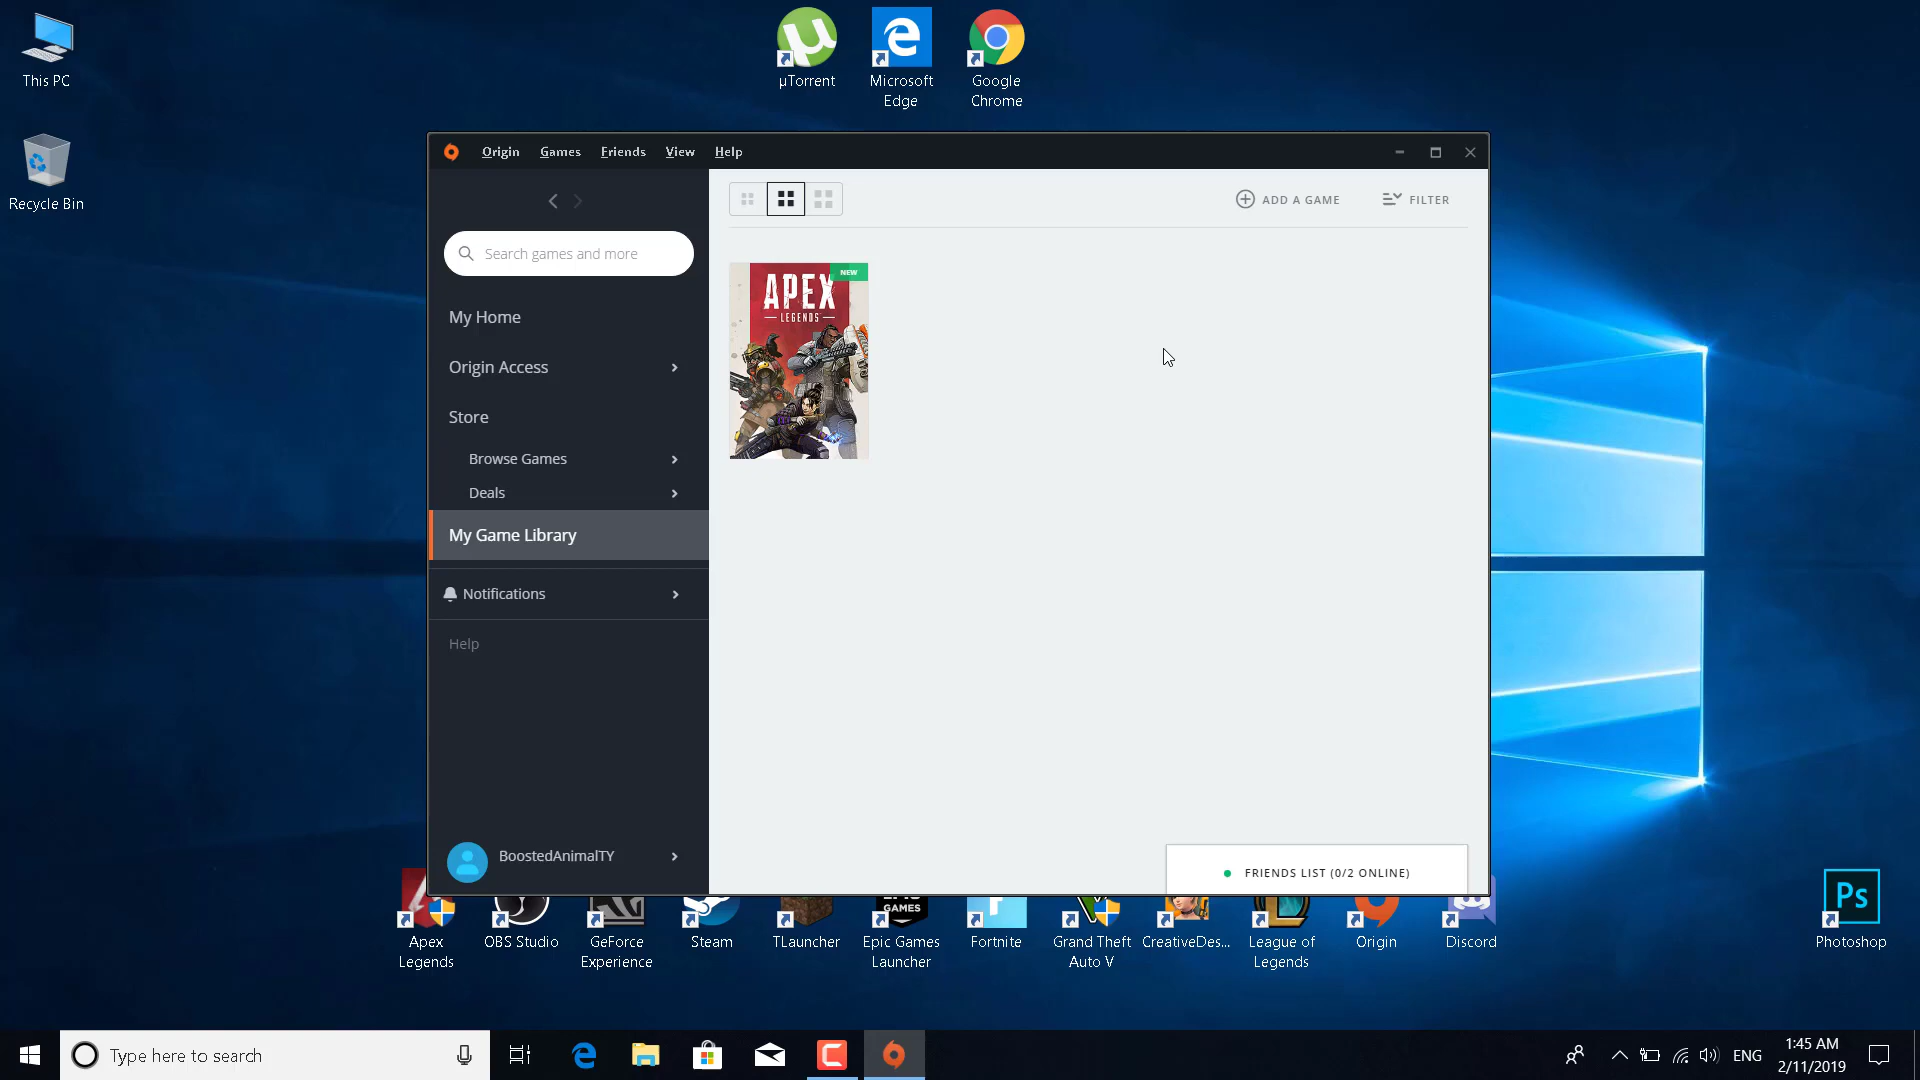 This PC
Recycle Bin
µTorrent
Microsoft
Edge
Google
Chrome
Origin Games Friends View Help
Search games and more
My Home
Origin Access
Store
Browse Games
Deals
My Game Library
Notifications
Help
BoostedAnimalTY
ADD A GAME
FILTER
NEW
APEX
LEGENDS
FRIENDS LIST (0/2 ONLINE)
Apex
Legends
OBS Studio
GeForce
Experience
Steam
TLauncher
GAMES
Epic Games
Launcher
Fortnite
Grand Theft
Auto V
CreativeDes...
League of
Legends
Origin
Discord
Ps
Photoshop
Type here to search
ENG
1:45 AM
2/11/2019